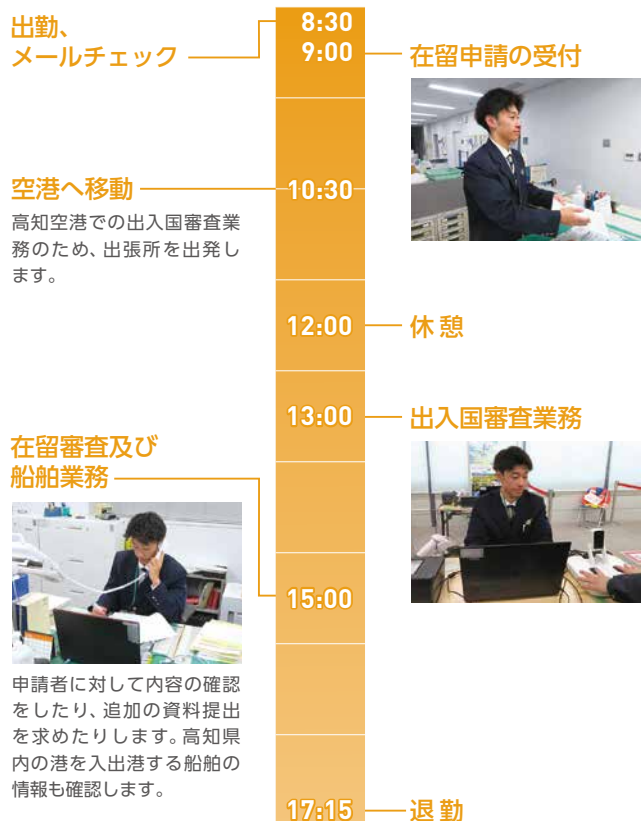 出勤、
メールチェック
8:30
9:00
在留申請の受付
空港へ移動
10:30
高知空港での出入国審査業
務のため、出張所を出発し
ます。
12:00
休憩
13:00
出入国審査業務
在留審査及び
船舶業務
15:00
申請者に対して内容の確認
をしたり、追加の資料提出
を求めたりします。高知県
内の港を入出港する船舶の
情報も確認します。
17:15
退勤